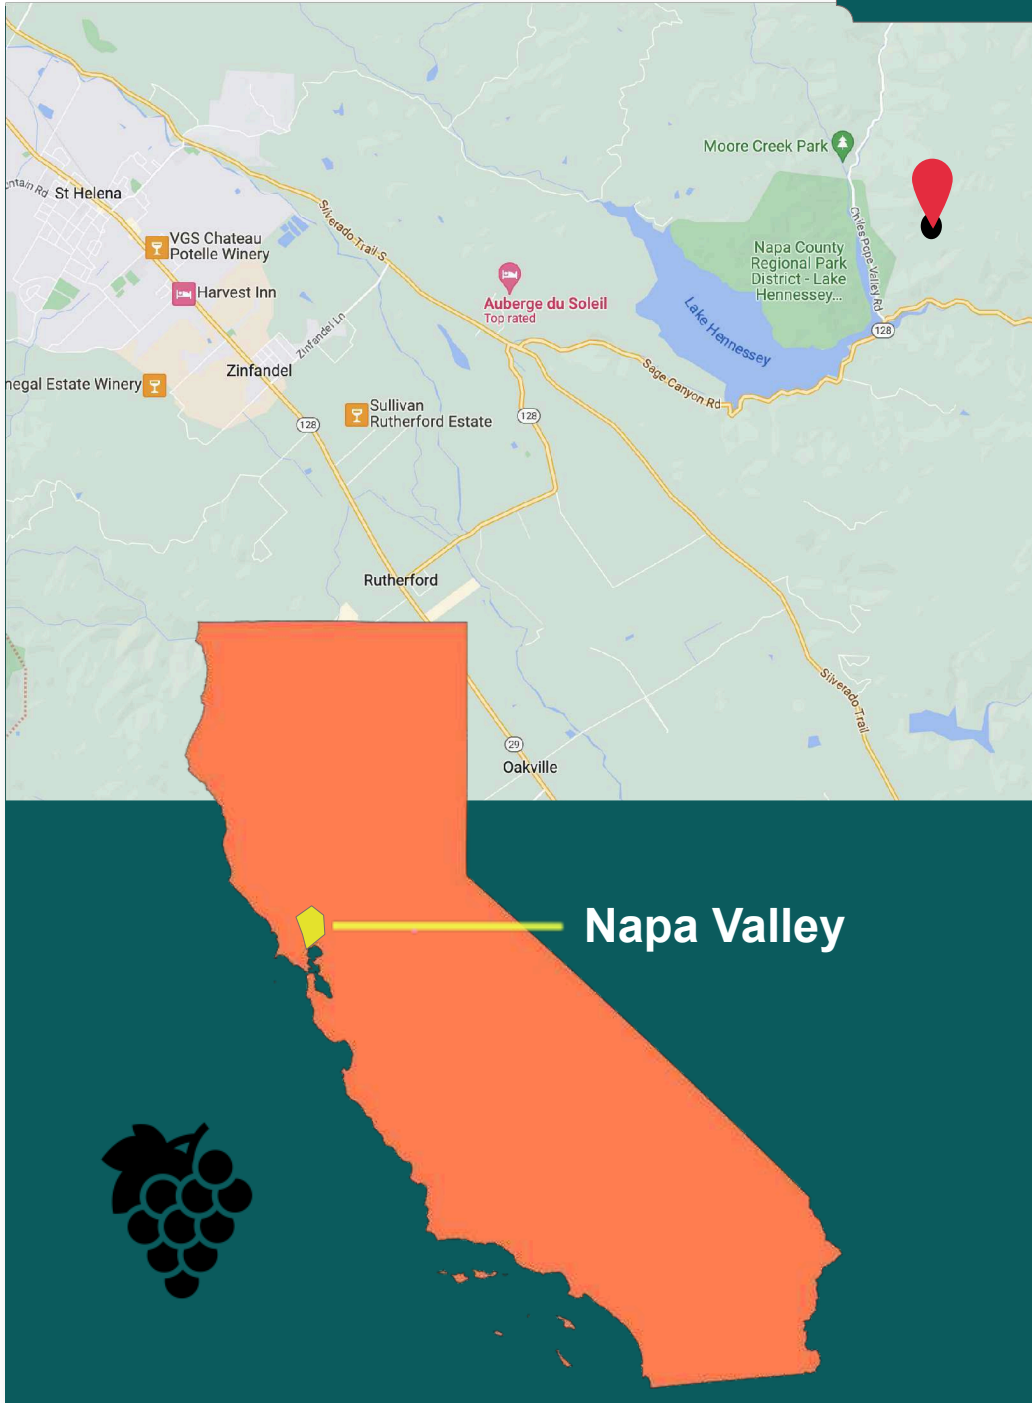 Moore Creek Park
St Helena
Silverado Trail S
Chiles Pope Valley Rd
VGS Chateau
Potelle Winery
Napa County
Regional Park
District - Lake
Hennessey...
Harvest Inn
Auberge du Soleil
Top rated
Lake Hennessey
128
Zinfandel Ln
Zinfandel
Sage Canyon Rd
negal Estate Winery
Sullivan
Rutherford Estate
128
128
Rutherford
Silverado Trail
29
Oakville
Napa Valley